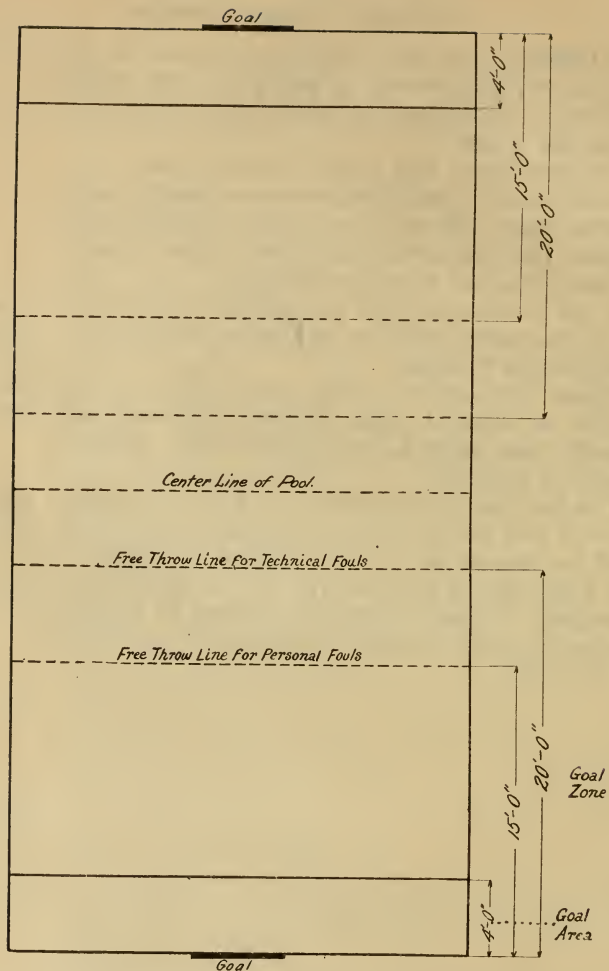 Goal
4'-0"
15'-0"
20'-0"
Center Line of Pool.
Free Throw Line for Technical Fouls
Free Throw Line for Personal Fouls
20'-0"
15'-0"
Goal
Zone
4'-0"
Goal
Area
Goal